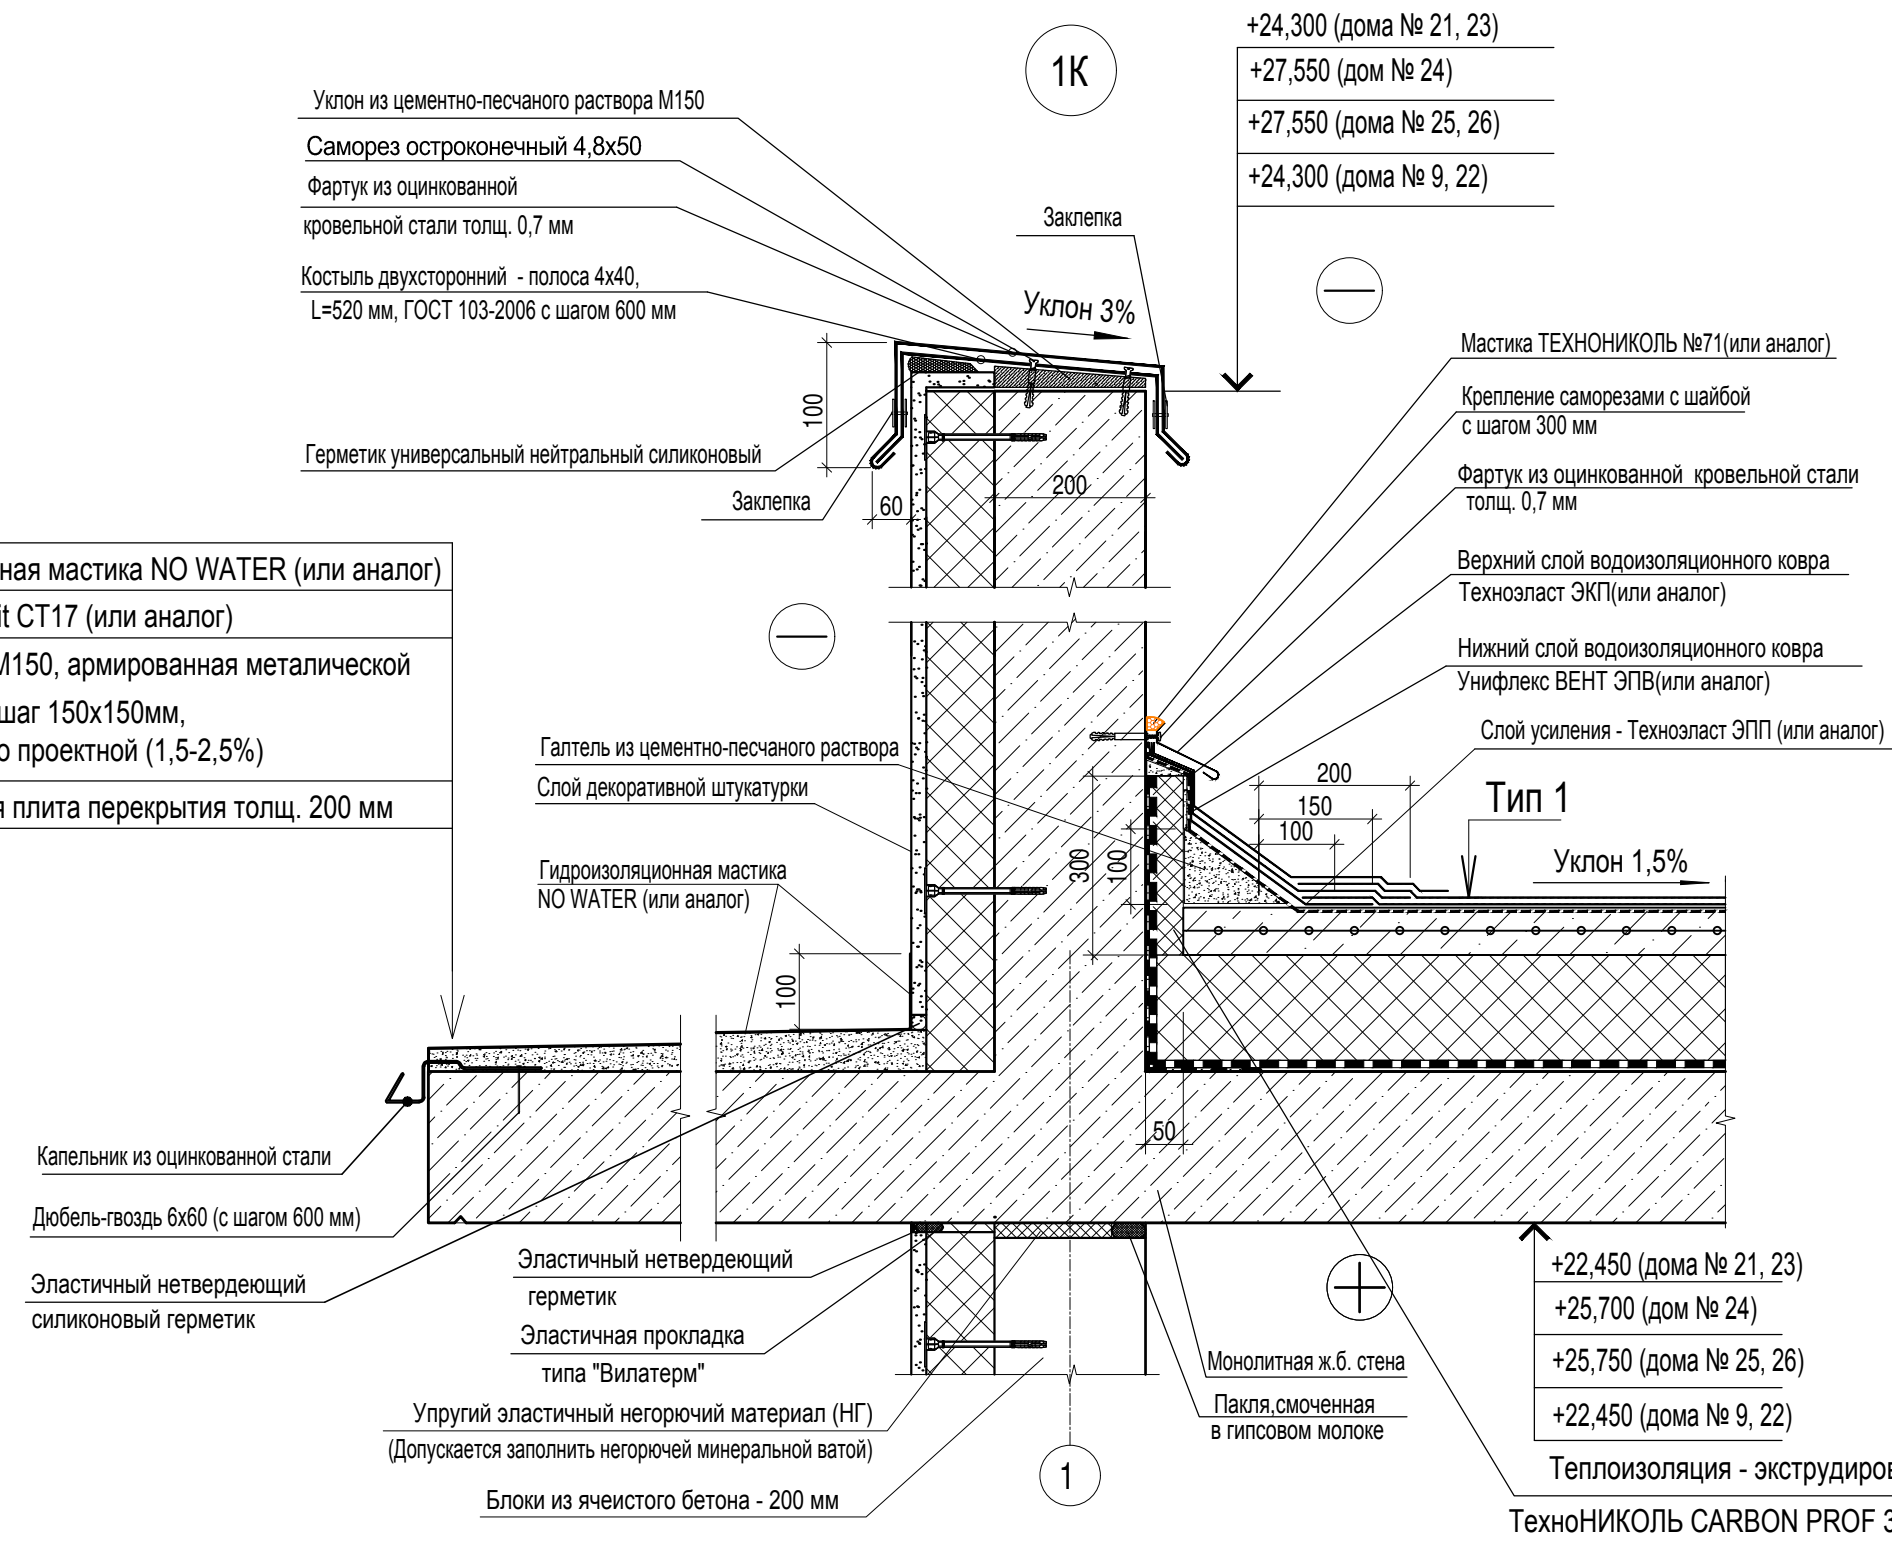 1К
+24,300 (дома № 21, 23)
+27,550 (дом № 24)
+27,550 (дома № 25, 26)
+24,300 (дома № 9, 22)
Уклон из цементно-песчаного раствора М150
Саморез остроконечный 4,8х50
Фартук из оцинкованной
кровельной стали толщ. 0,7 мм
Костыль двухсторонний - полоса 4х40,
L=520 мм, ГОСТ 103-2006 с шагом 600 мм
Заклепка
Уклон 3%
100
Герметик универсальный нейтральный силиконовый
Заклепка
60
200
Мастика ТЕХНОНИКОЛЬ №71(или аналог)
Крепление саморезами с шайбой
с шагом 300 мм
Фартук из оцинкованной кровельной стали
толщ. 0,7 мм
Верхний слой водоизоляционного ковра
Техноэласт ЭКП(или аналог)
Нижний слой водоизоляционного ковра
Унифлекс ВЕНТ ЭПВ(или аналог)
Слой усиления - Техноэласт ЭПП (или аналог)
ная мастика NO WATER (или аналог)
it CT17 (или аналог)
М150, армированная металической
шаг 150х150мм,
о проектной (1,5-2,5%)
я плита перекрытия толщ. 200 мм
Галтель из цементно-песчаного раствора
Слой декоративной штукатурки
Гидроизоляционная мастика
NO WATER (или аналог)
100
300
100
200
150
100
Тип 1
Уклон 1,5%
50
Капельник из оцинкованной стали
Дюбель-гвоздь 6х60 (с шагом 600 мм)
Эластичный нетвердеющий
силиконовый герметик
Эластичный нетвердеющий
герметик
Эластичная прокладка
типа "Вилатерм"
Упругий эластичный негорючий материал (НГ)
(Допускается заполнить негорючей минеральной ватой)
Блоки из ячеистого бетона - 200 мм
1
Монолитная ж.б. стена
Пакля,смоченная
в гипсовом молоке
+22,450 (дома № 21, 23)
+25,700 (дом № 24)
+25,750 (дома № 25, 26)
+22,450 (дома № 9, 22)
Теплоизоляция - экструдиров
ТехноНИКОЛЬ CARBON PROF 3